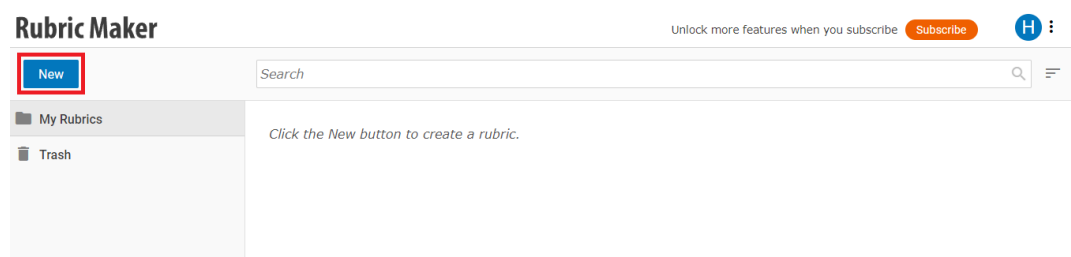 Rubric Maker
Unlock more features when you subscribe Subscribe H
New Search
My Rubrics
Click the New button to create a rubric.
Trash